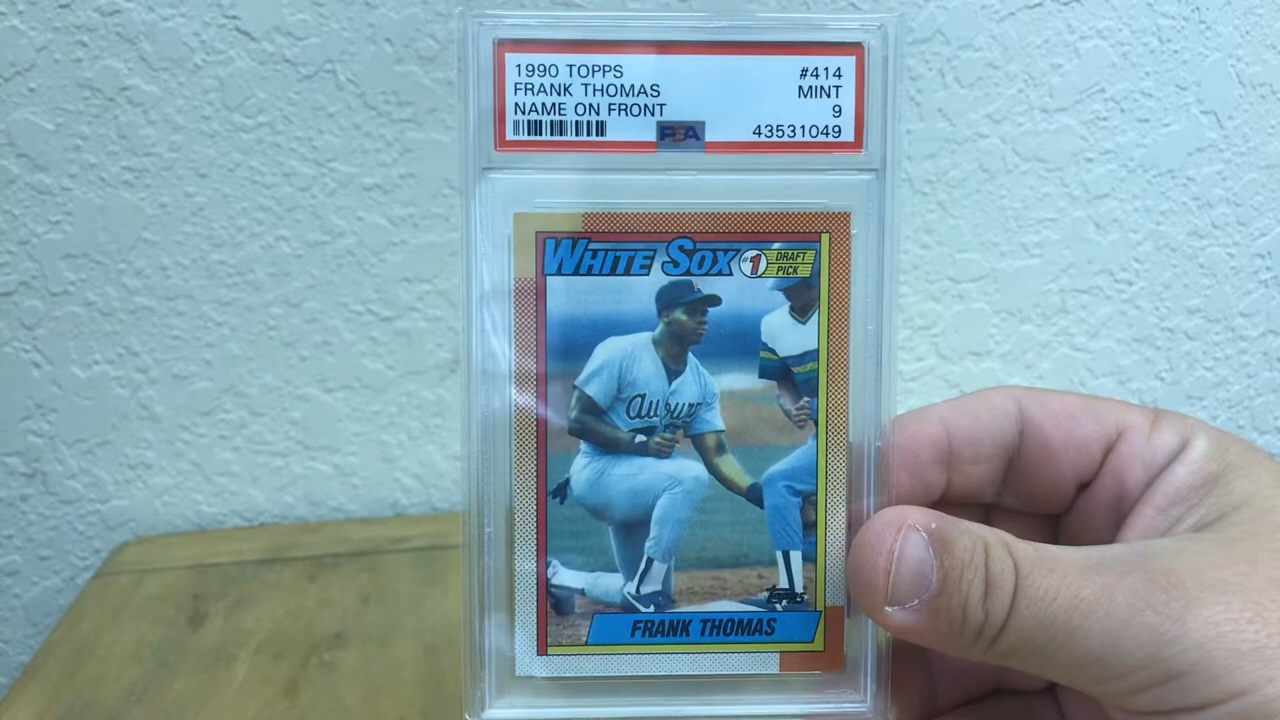 1990 TOPPS #414
FRANK THOMAS MINT
NAME ON FRONT 9
PSA 43531049
WHITE SOX #1 DRAFT PICK
Auburn
topps
FRANK THOMAS